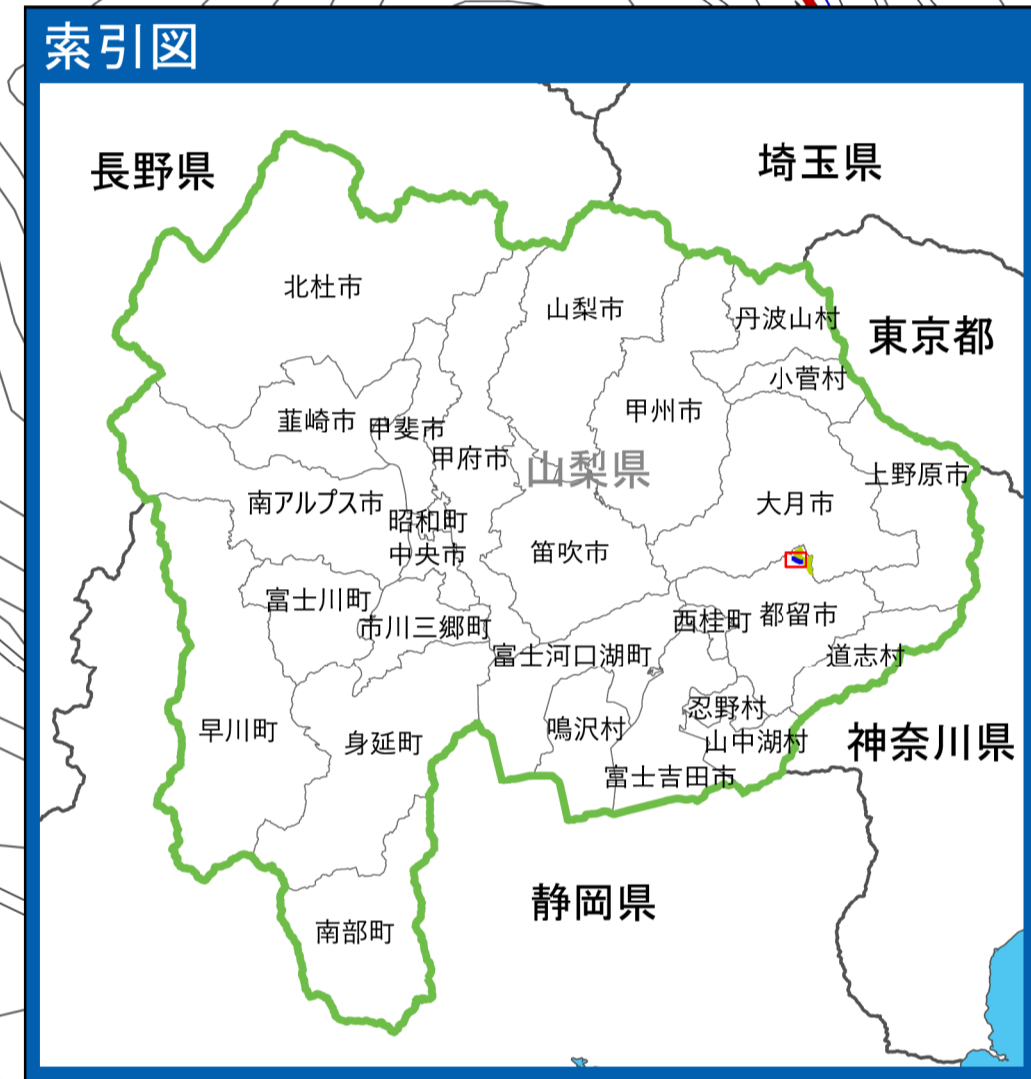 索引図
長野県
埼玉県
北杜市
山梨市
丹波山村
東京都
小菅村
韮崎市
甲斐市
甲州市
甲府市
山梨県
上野原市
南アルプス市
昭和町
大月市
中央市
笛吹市
富士川町
市川三郷町
西桂町
都留市
富士河口湖町
道志村
早川町
身延町
鳴沢村
忍野村
山中湖村
神奈川県
富士吉田市
静岡県
南部町